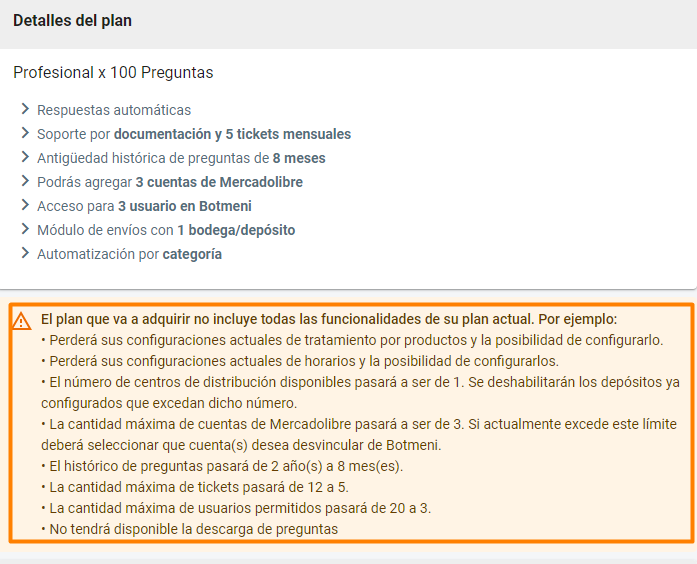 Detalles del plan
Profesional x 100 Preguntas
Respuestas automáticas
Soporte por documentación y 5 tickets mensuales
Antigüedad histórica de preguntas de 8 meses
Podrás agregar 3 cuentas de Mercadolibre
Acceso para 3 usuario en Botmeni
Módulo de envíos con 1 bodega/depósito
Automatización por categoría
El plan que va a adquirir no incluye todas las funcionalidades de su plan actual. Por ejemplo:
• Perderá sus configuraciones actuales de tratamiento por productos y la posibilidad de configurarlo.
• Perderá sus configuraciones actuales de horarios y la posibilidad de configurarlos.
• El número de centros de distribución disponibles pasará a ser de 1. Se deshabilitarán los depósitos ya
configurados que excedan dicho número.
• La cantidad máxima de cuentas de Mercadolibre pasará a ser de 3. Si actualmente excede este límite
deberá seleccionar que cuenta(s) desea desvincular de Botmeni.
• El histórico de preguntas pasará de 2 año(s) a 8 mes(es).
• La cantidad máxima de tickets pasará de 12 a 5.
• La cantidad máxima de usuarios permitidos pasará de 20 a 3.
• No tendrá disponible la descarga de preguntas